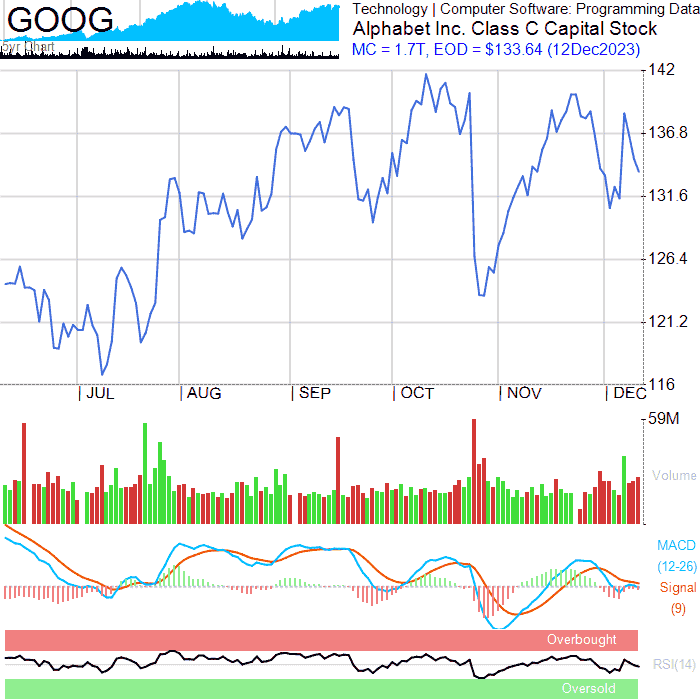 GOOG
Technology | Computer Software: Programming Data
Alphabet Inc. Class C Capital Stock
MC = 1.7T, EOD = $133.64 (12Dec2023)
Chart
142
136.8
131.6
126.4
121.2
116
| JUL | AUG | SEP | OCT | NOV | DEC
59M
Volume
MACD
(12-26)
Signal
(9)
Overbought
RSI(14)
Oversold